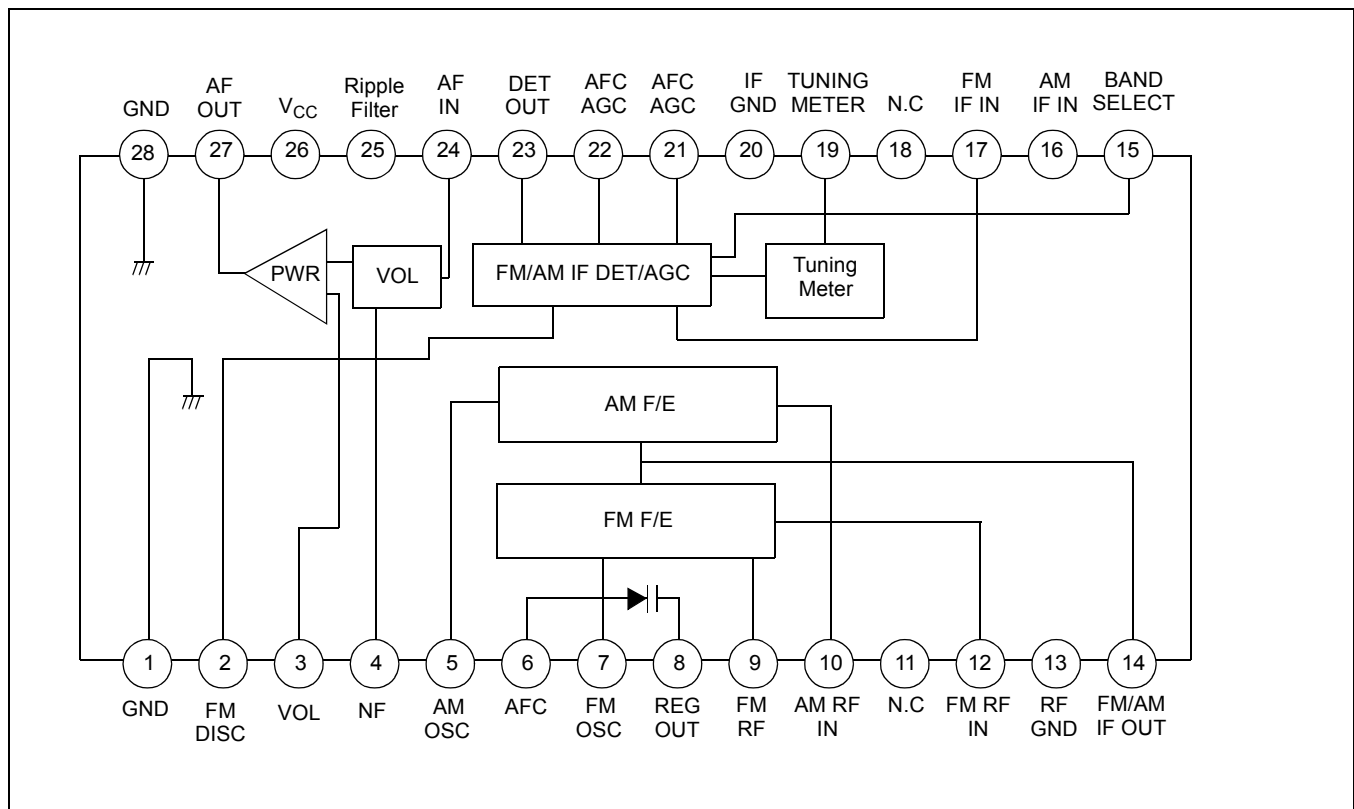 GND
AF
OUT
VCC
Ripple
Filter
AF
IN
DET
OUT
AFC
AGC
AFC
AGC
IF
GND
TUNING
METER
N.C
FM
IF IN
AM
IF IN
BAND
SELECT
28
27
26
25
24
23
22
21
20
19
18
17
16
15
PWR
VOL
FM/AM IF DET/AGC
Tuning
Meter
AM F/E
FM F/E
1
2
3
4
5
6
7
8
9
10
11
12
13
14
GND
FM
DISC
VOL
NF
AM
OSC
AFC
FM
OSC
REG
OUT
FM
RF
AM RF
IN
N.C
FM RF
IN
RF
GND
FM/AM
IF OUT